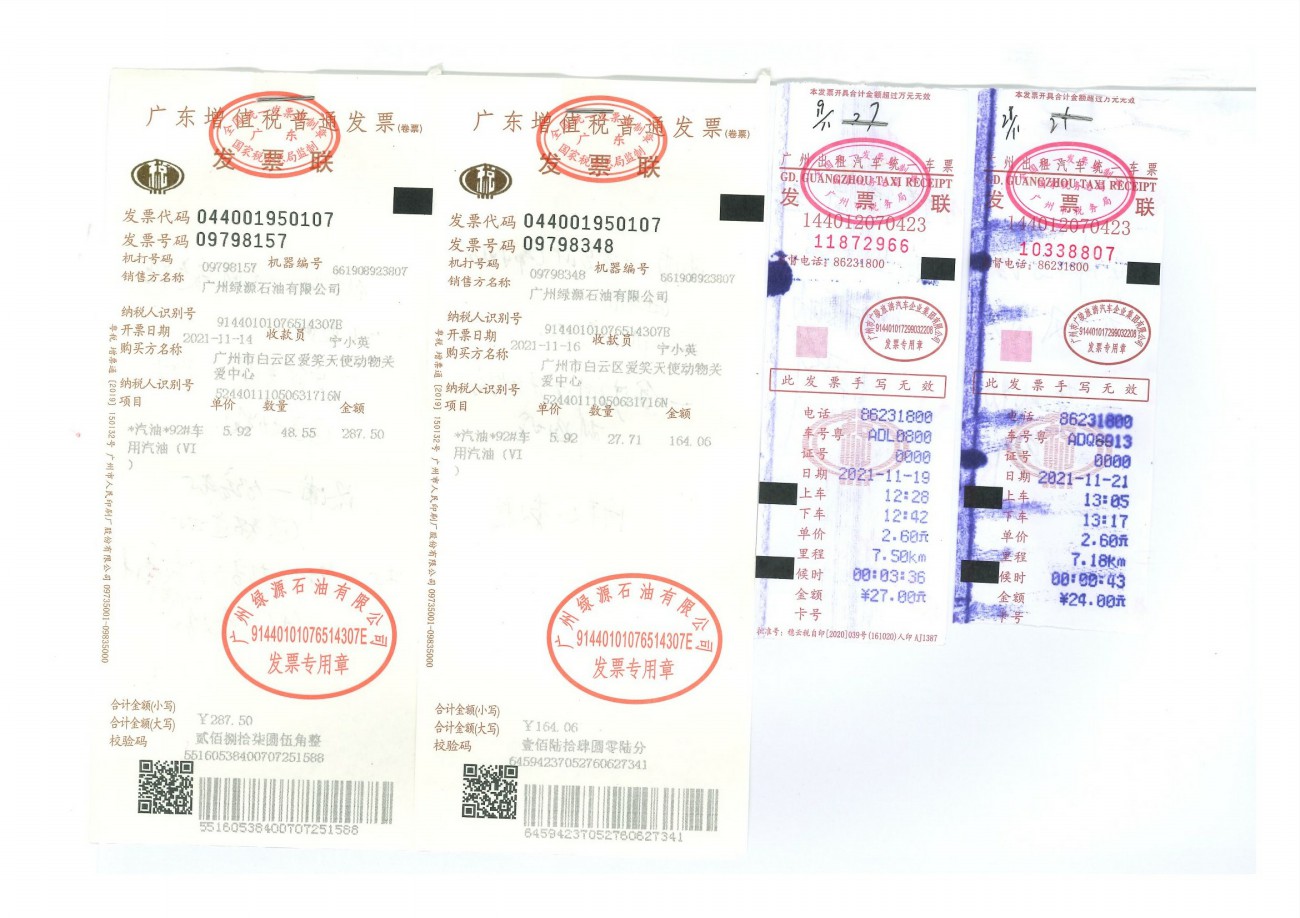 广东增值税普通发票(卷票)
发票联
发票代码 044001950107
发票号码 09798157
机打号码 09798157 机器编号 661908923807
销售方名称 广州绿源石油有限公司
纳税人识别号 91440101076514307E
开票日期 2021-11-14 收款员 宁小英
购买方名称 广州市白云区爱笑天使动物关
爱中心
纳税人识别号 52440111050631716N
项目 单价 数量 金额
*汽油*92#车 5.92 48.55 287.50
用汽油 (VI
)
广州绿源石油有限公司
91440101076514307E
发票专用章
合计金额(小写) ¥287.50
合计金额(大写) 贰佰捌拾柒圆伍角整
校验码 55160538400707251588
55160538400707251588
广东增值税普通发票(卷票)
发票联
发票代码 044001950107
发票号码 09798348
机打号码 09798348 机器编号 661908923807
销售方名称 广州绿源石油有限公司
纳税人识别号 91440101076514307E
开票日期 2021-11-16 收款员 宁小英
购买方名称 广州市白云区爱笑天使动物关
爱中心
纳税人识别号 52440111050631716N
项目 单价 数量 金额
*汽油*92#车 5.92 27.71 164.06
用汽油 (VI
)
广州绿源石油有限公司
91440101076514307E
发票专用章
合计金额(小写) ¥164.06
合计金额(大写) 壹佰陆拾肆圆零陆分
校验码 64594237052760627341
64594237052760627341
本发票开具合计金额超过万元无效
27
广州出租汽车统一车票
GD. GUANGZHOU TAXI RECEIPT
发票联
144012070423
11872966
督电话: 86231800
914401017299032208
发票专用章
此发票手写无效
电话 86231800
车号粤 ADL0800
证号 0000
日期 2021-11-19
上车 12:28
下车 12:42
单价 2.60元
里程 7.50km
候时 00:03:36
金额 ¥27.00元
卡号
本发票开具合计金额超过万元无效
广州出租汽车统一车票
GD. GUANGZHOU TAXI RECEIPT
发票联
144012070423
10338807
督电话: 86231800
914401017299032208
发票专用章
此发票手写无效
电话 86231800
车号粤
证号 0000
日期 2021-11-21
上车 13:05
下车 13:17
单价 2.60元
里程 7.18km
候时 00:00:43
金额 ¥24.00元
卡号